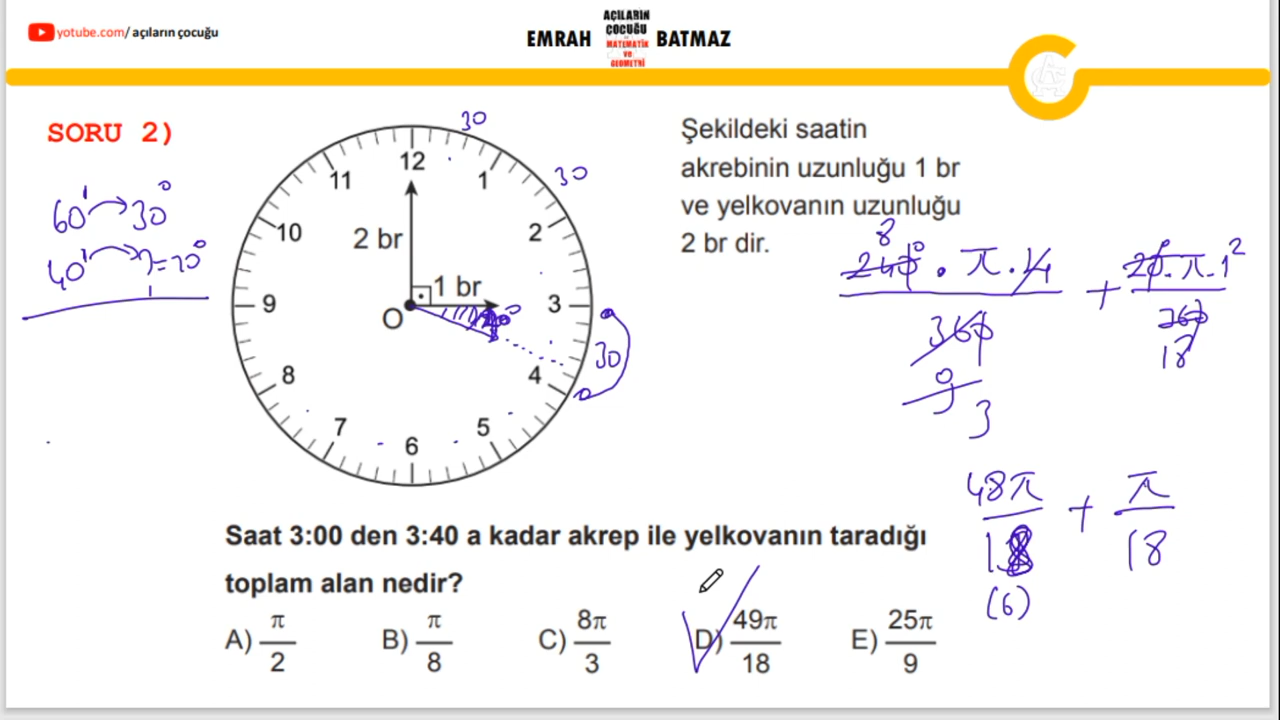 yotube.com/ açıların çocuğu
EMRAH
AÇILARIN
ÇOCUĞU
MATEMATİK
ve
GEOMETRİ
BATMAZ
SORU 2)
60' → 30°
40' → ? = 20°
30
30
30
20°
12
1
2
3
4
5
6
7
8
9
10
11
2 br
1 br
O
Şekildeki saatin
akrebinin uzunluğu 1 br
ve yelkovanın uzunluğu
2 br dir.
8
240° . π . 4 + 20 . π . 1²
360 360
9 18
3
48π + π
18 18
(6)
Saat 3:00 den 3:40 a kadar akrep ile yelkovanın taradığı
toplam alan nedir?
A) π/2 B) π/8 C) 8π/3 D) 49π/18 E) 25π/9